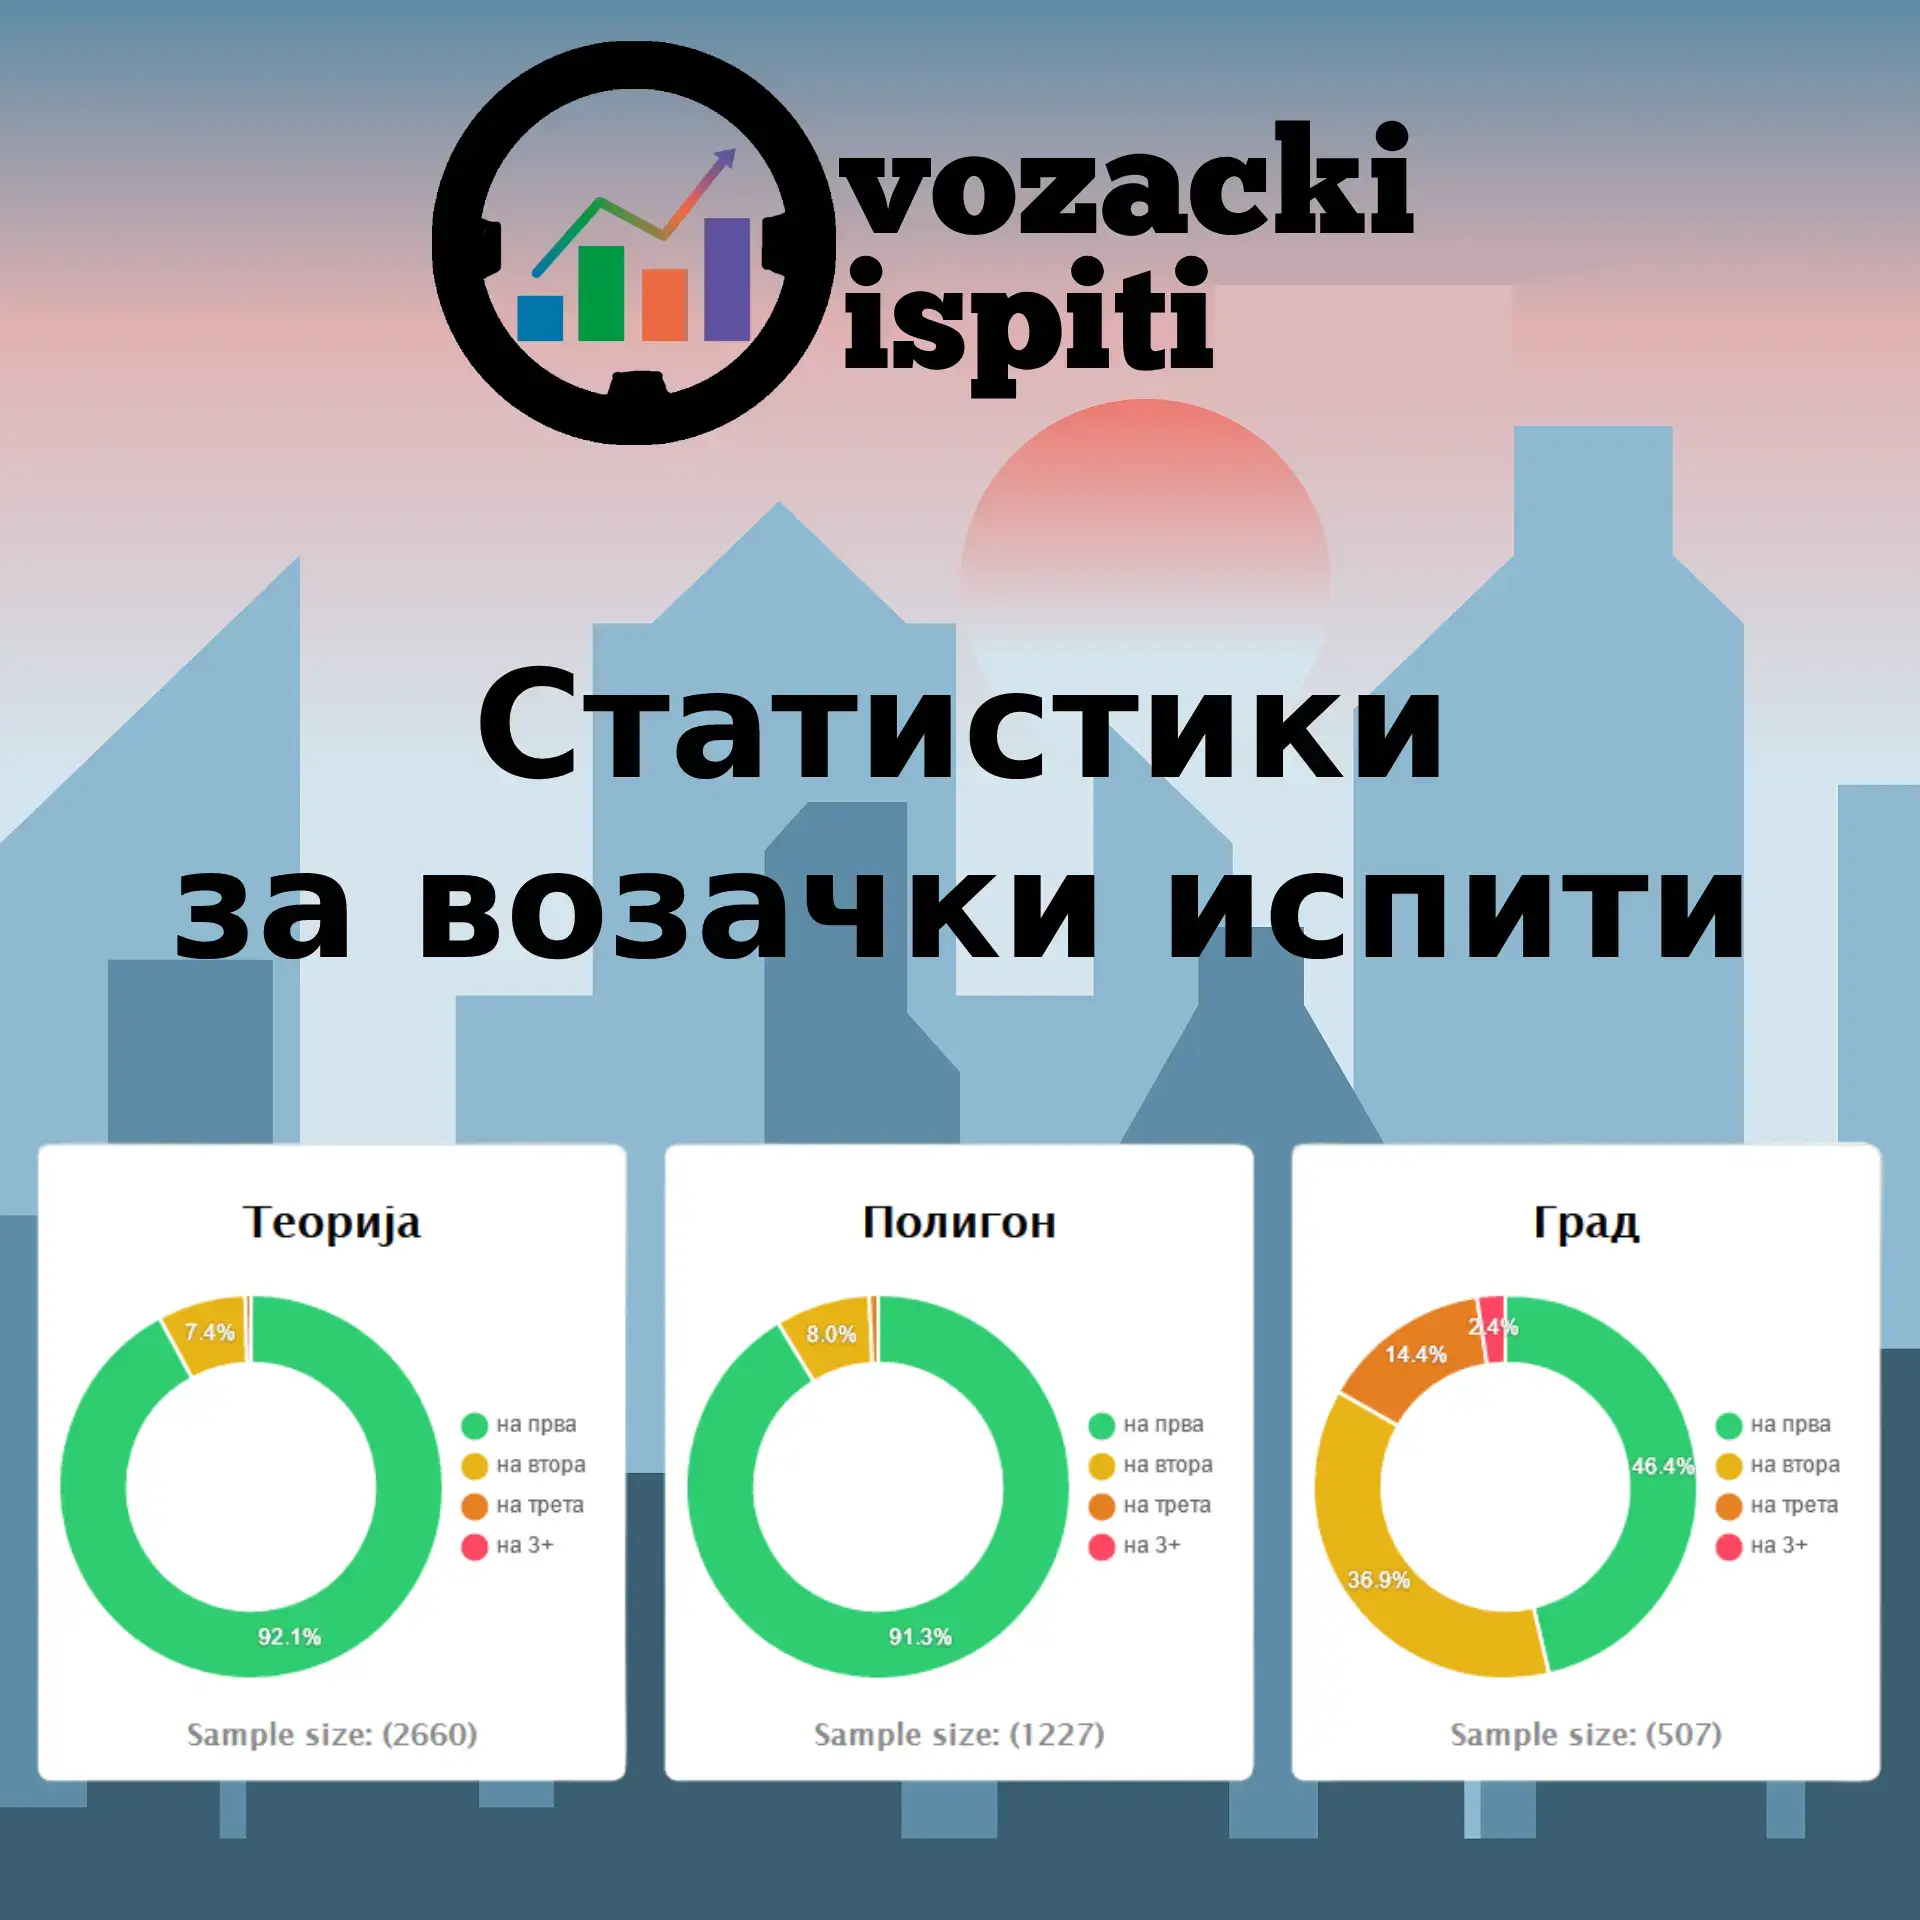 vozacki
ispiti
Статистики
за возачки испити
Теорија
7.4%
92.1%
на прва
на втора
на трета
на 3+
Sample size: (2660)
Полигон
8.0%
91.3%
на прва
на втора
на трета
на 3+
Sample size: (1227)
Град
2.4%
14.4%
46.4%
36.9%
на прва
на втора
на трета
на 3+
Sample size: (507)